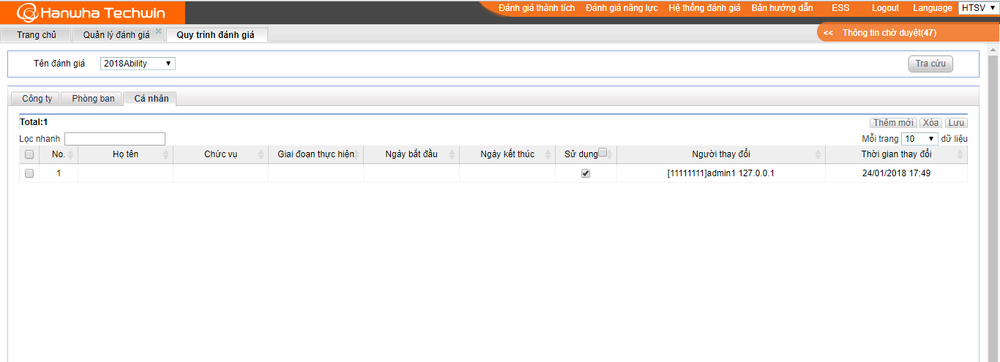 Hanwha Techwin Đánh giá thành tích Đánh giá năng lực Hệ thống đánh giá Bản hướng dẫn ESS Logout Language HTSV
Trang chủ Quản lý đánh giá Quy trình đánh giá << Thông tin chờ duyệt(47)
Tên đánh giá 2018Ability Tra cứu
Công ty Phòng ban Cá nhân
Total:1 Thêm mới Xóa Lưu
Lọc nhanh Mỗi trang 10 dữ liệu
No. Họ tên Chức vụ Giai đoạn thực hiện Ngày bắt đầu Ngày kết thúc Sử dụng Người thay đổi Thời gian thay đổi
1 [11111111]admin1 127.0.0.1 24/01/2018 17:49